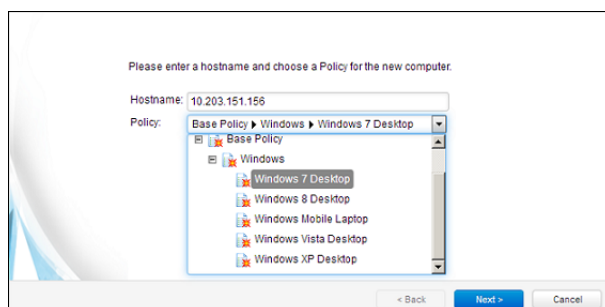 Please enter a hostname and choose a Policy for the new computer.
Hostname: 10.203.151.156
Policy: Base Policy ▸ Windows ▸ Windows 7 Desktop
Base Policy
Windows
Windows 7 Desktop
Windows 8 Desktop
Windows Mobile Laptop
Windows Vista Desktop
Windows XP Desktop
< Back Next > Cancel